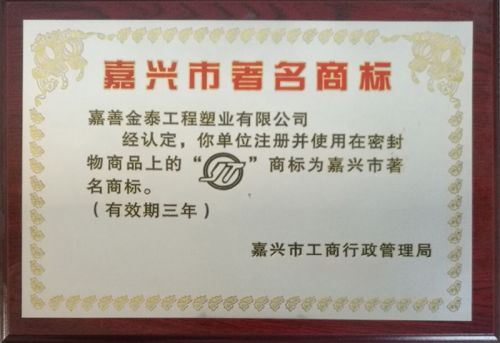 嘉兴市著名商标
嘉善金泰工程塑业有限公司
经认定，你单位注册并使用在密封
物商品上的“ ”商标为嘉兴市著
名商标。
（有效期三年）
嘉兴市工商行政管理局